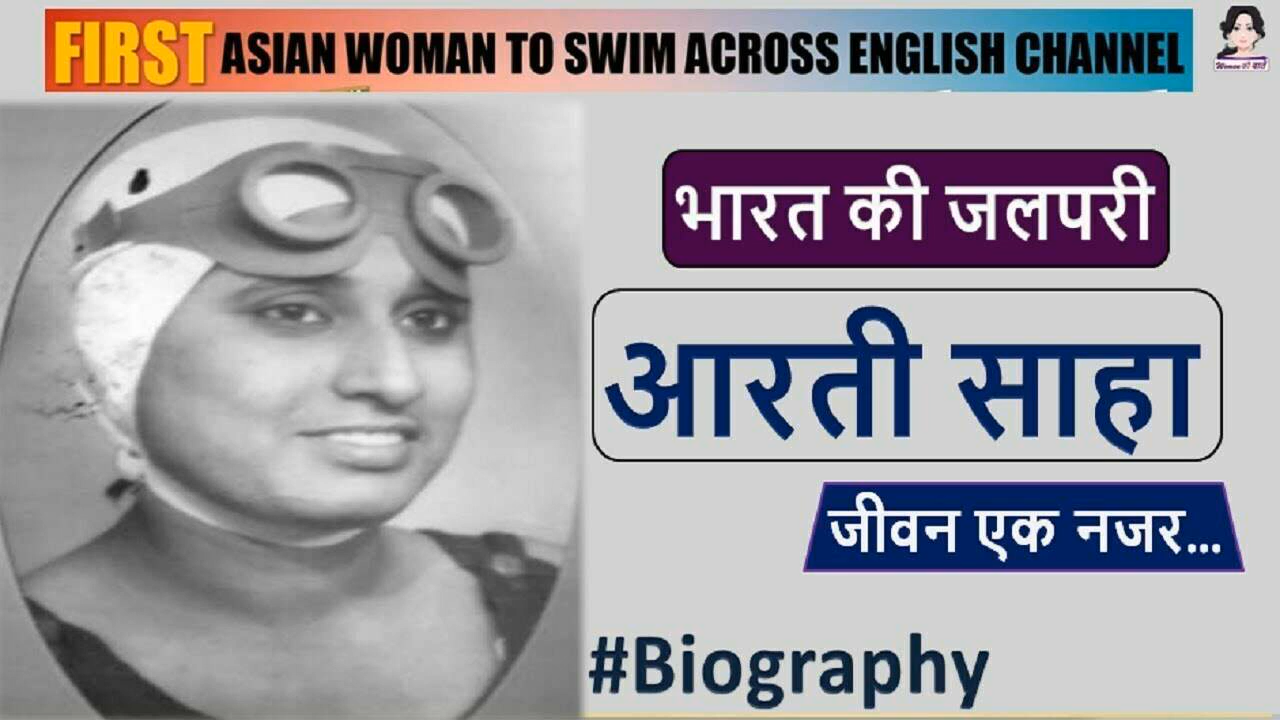 FIRST ASIAN WOMAN TO SWIM ACROSS ENGLISH CHANNEL
भारत की जलपरी
आरती साहा
जीवन एक नजर...
#Biography